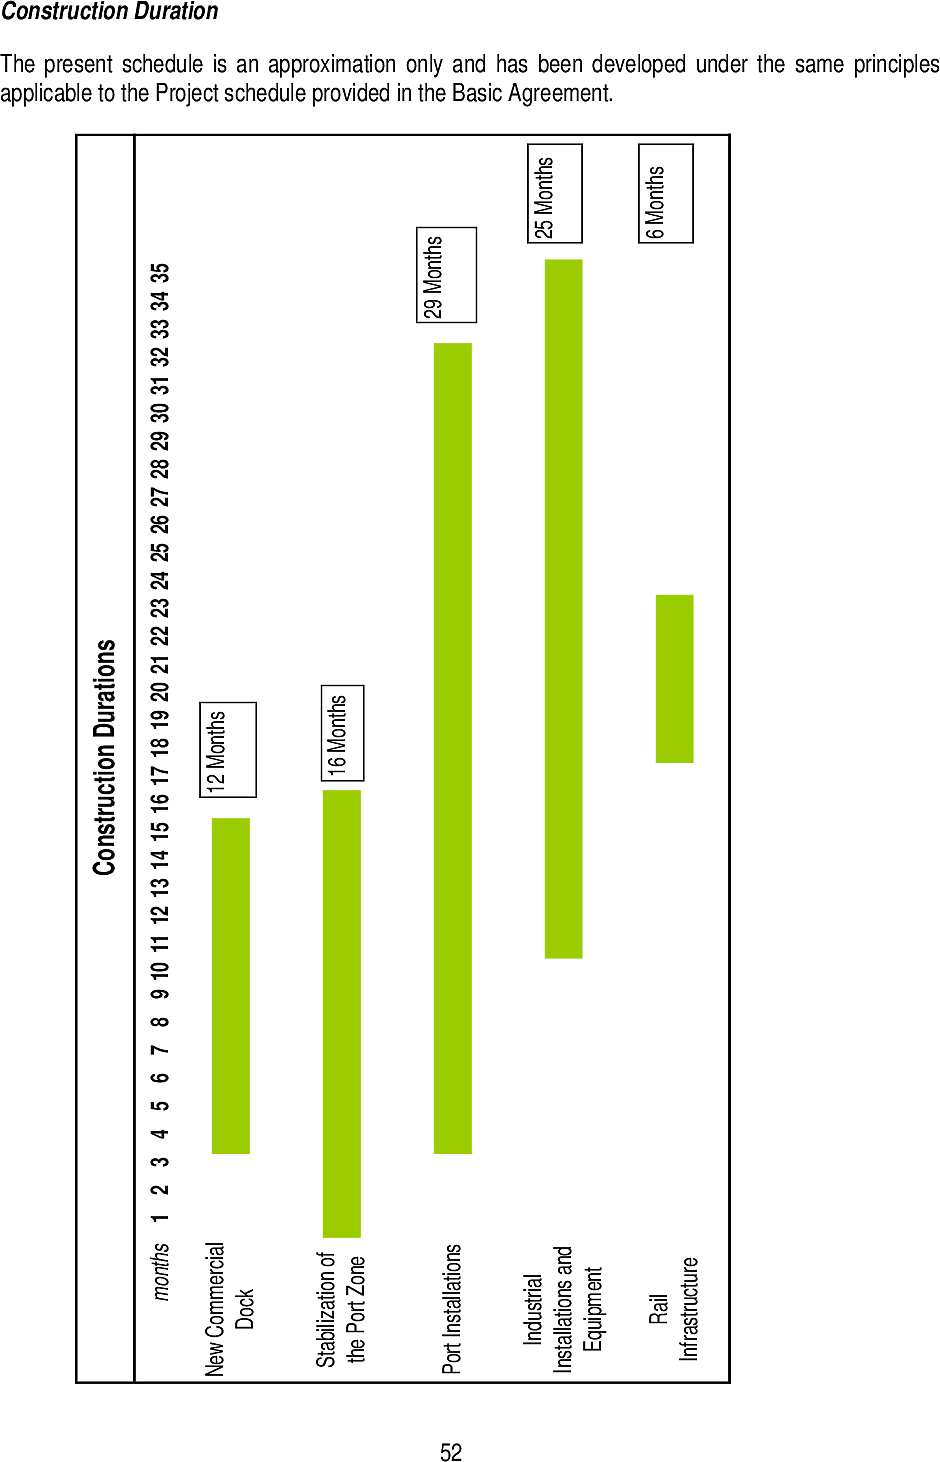 Construction Duration
The present schedule is an approximation only and has been developed under the same principles
applicable to the Project schedule provided in the Basic Agreement.
Construction Durations
months 1 2 3 4 5 6 7 8 9 10 11 12 13 14 15 16 17 18 19 20 21 22 23 24 25 26 27 28 29 30 31 32 33 34 35
New Commercial
Dock
12 Months
Stabilization of
the Port Zone
16 Months
Port Installations
29 Months
Industrial
Installations and
Equipment
25 Months
Rail
Infrastructure
6 Months
52